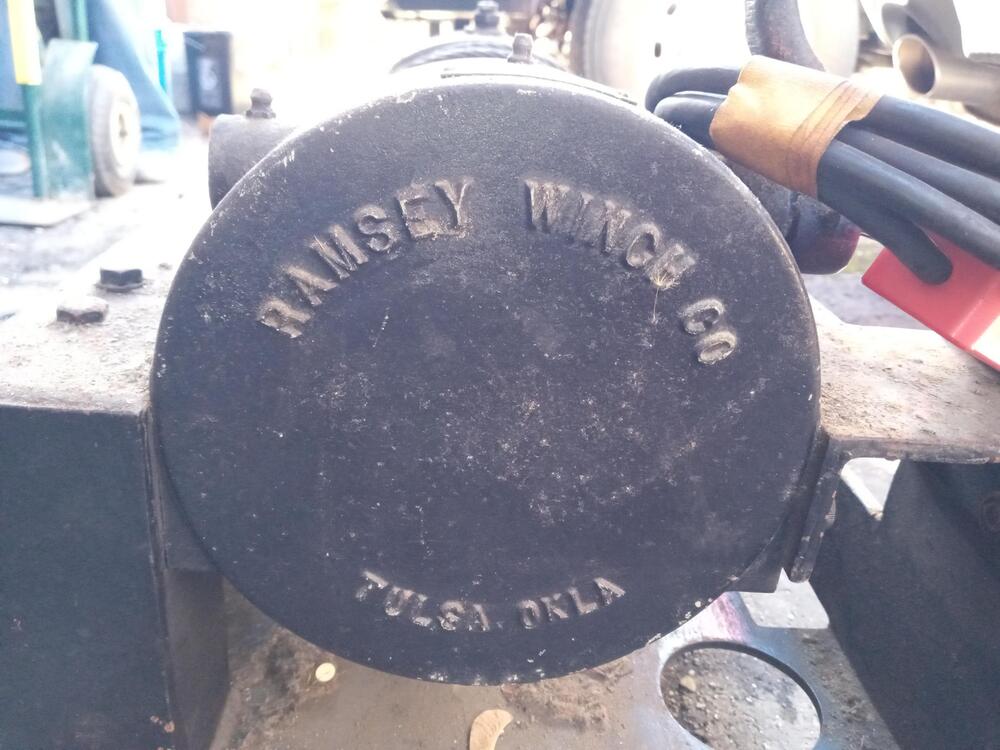 RAMSEY WINCH CO
TULSA. OKLA